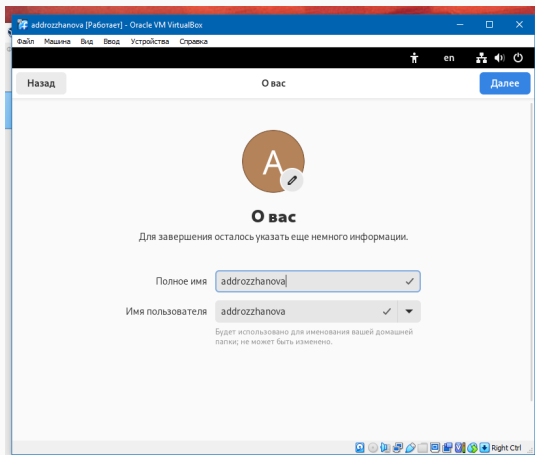 addrozzhanova [Работает] - Oracle VM VirtualBox
Файл Машина Вид Ввод Устройства Справка
en
Назад О вас Далее
A
О вас
Для завершения осталось указать еще немного информации.
Полное имя addrozzhanova
Имя пользователя addrozzhanova
Будет использовано для именования вашей домашней
папки; не может быть изменено.
Right Ctrl